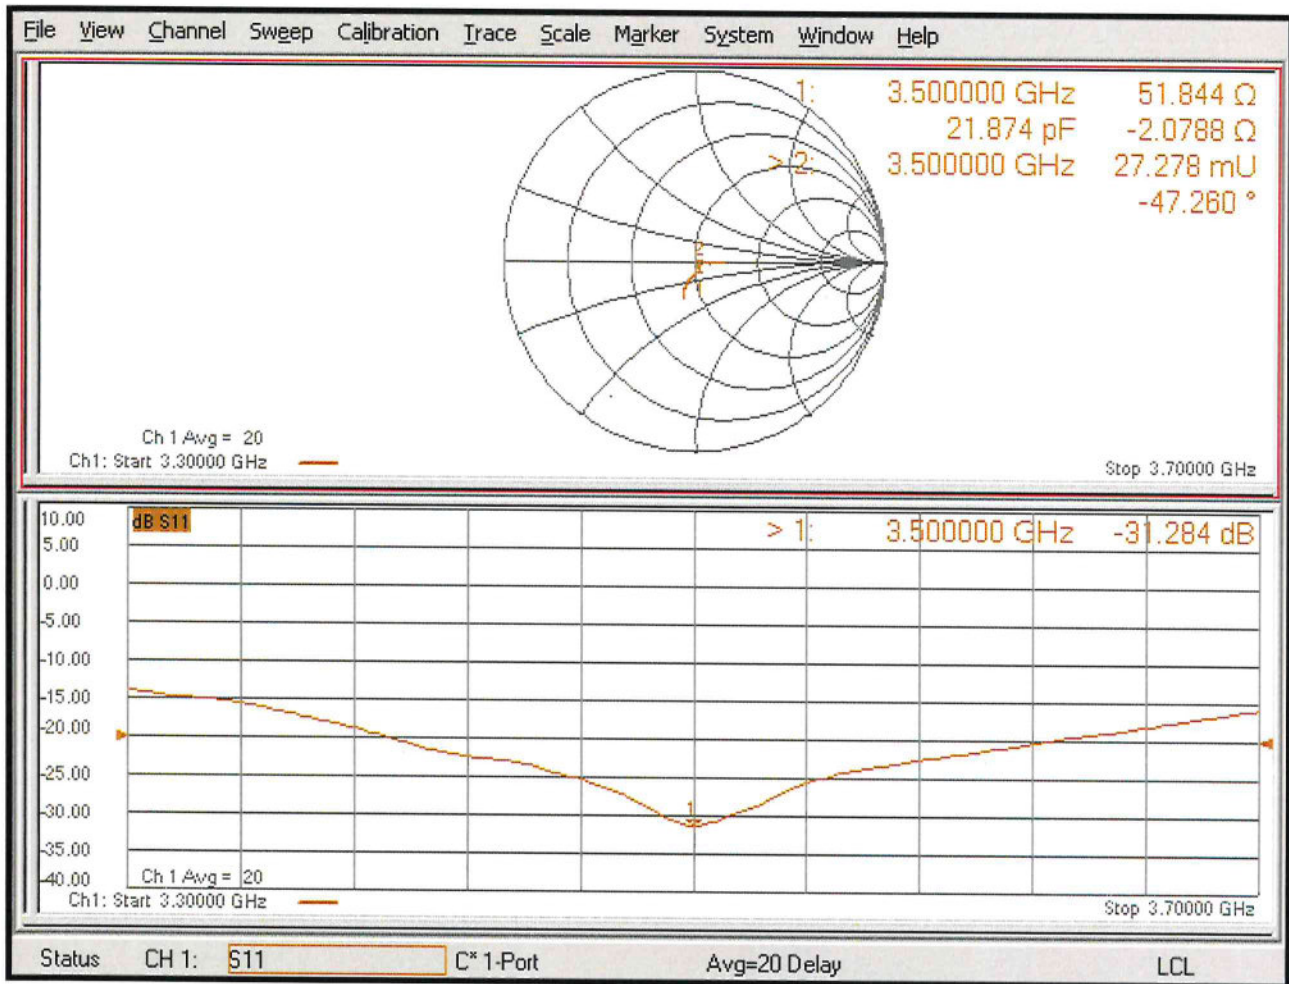 File View Channel Sweep Calibration Trace Scale Marker System Window Help
1: 3.500000 GHz 51.844 Ω
21.874 pF -2.0788 Ω
> 2: 3.500000 GHz 27.278 mU
-47.260 °
2
1
Ch 1 Avg = 20
Ch1: Start 3.30000 GHz
Stop 3.70000 GHz
10.00
dB S11
> 1: 3.500000 GHz -31.284 dB
5.00
0.00
-5.00
-10.00
-15.00
-20.00
-25.00
-30.00
1
-35.00
-40.00
Ch 1 Avg = 20
Ch1: Start 3.30000 GHz
Stop 3.70000 GHz
Status CH 1: S11 C* 1-Port Avg=20 Delay LCL